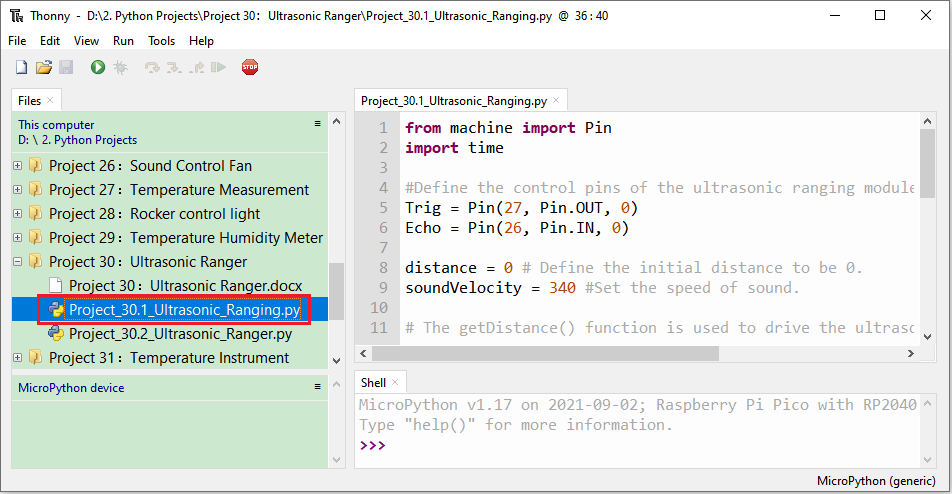 Thonny - D:\2. Python Projects\Project 30：Ultrasonic Ranger\Project_30.1_Ultrasonic_Ranging.py @ 36:40
File Edit View Run Tools Help
STOP
Files
This computer
D: \ 2. Python Projects
Project 26：Sound Control Fan
Project 27：Temperature Measurement
Project 28：Rocker control light
Project 29：Temperature Humidity Meter
Project 30：Ultrasonic Ranger
Project 30：Ultrasonic Ranger.docx
Project_30.1_Ultrasonic_Ranging.py
Project_30.2_Ultrasonic_Ranger.py
Project 31：Temperature Instrument
MicroPython device
Project_30.1_Ultrasonic_Ranging.py
1 from machine import Pin
2 import time
3
4 #Define the control pins of the ultrasonic ranging module
5 Trig = Pin(27, Pin.OUT, 0)
6 Echo = Pin(26, Pin.IN, 0)
7
8 distance = 0 # Define the initial distance to be 0.
9 soundVelocity = 340 #Set the speed of sound.
10
11 # The getDistance() function is used to drive the ultraso
Shell
MicroPython v1.17 on 2021-09-02; Raspberry Pi Pico with RP2040
Type "help()" for more information.
>>>
MicroPython (generic)